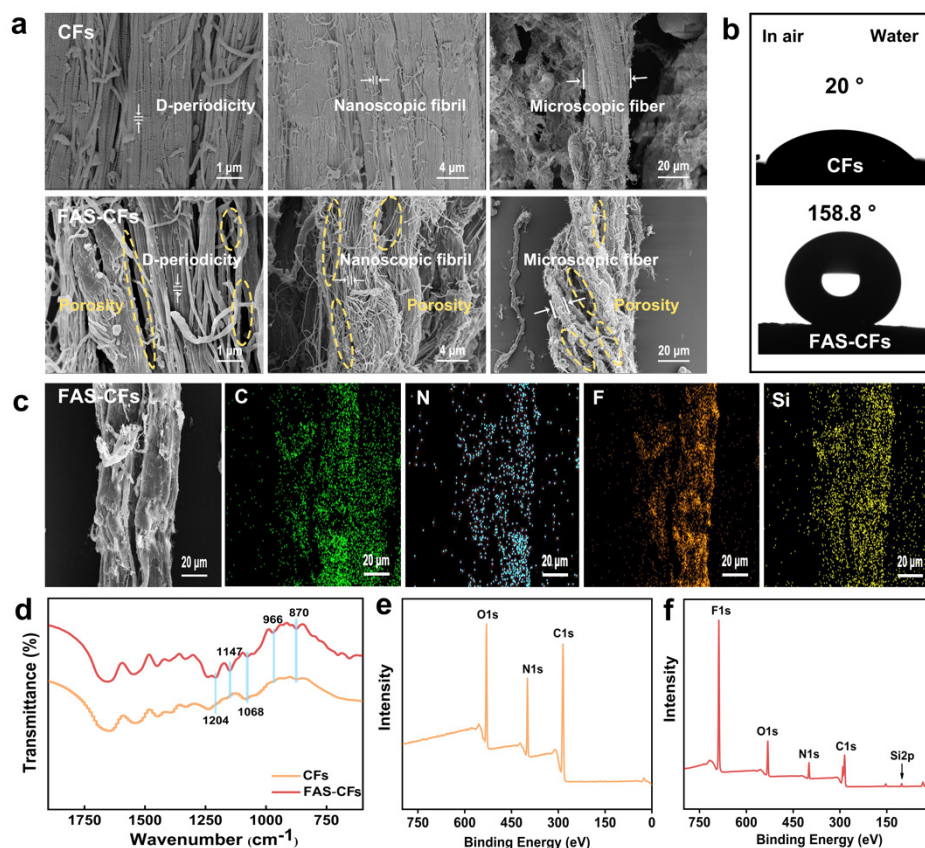 a
CFs
D-periodicity
1 µm
Nanoscopic fibril
4 µm
Microscopic fiber
20 µm
FAS-CFs
D-periodicity
Porosity
1 µm
Nanoscopic fibril
Porosity
4 µm
Microscopic fiber
Porosity
20 µm
b
In air Water
20 °
CFs
158.8 °
FAS-CFs
c
FAS-CFs
20 µm
C
20 µm
N
20 µm
F
20 µm
Si
20 µm
d
Transmittance (%)
966 870
1147
1204 1068
CFs
FAS-CFs
1500 1250 1000 750
Wavenumber (cm-1)
e
Intensity
O1s
N1s
C1s
750 600 450 300 150 0
Binding Energy (eV)
f
Intensity
F1s
O1s
N1s
C1s
Si2p
750 600 450 300 150
Binding Energy (eV)